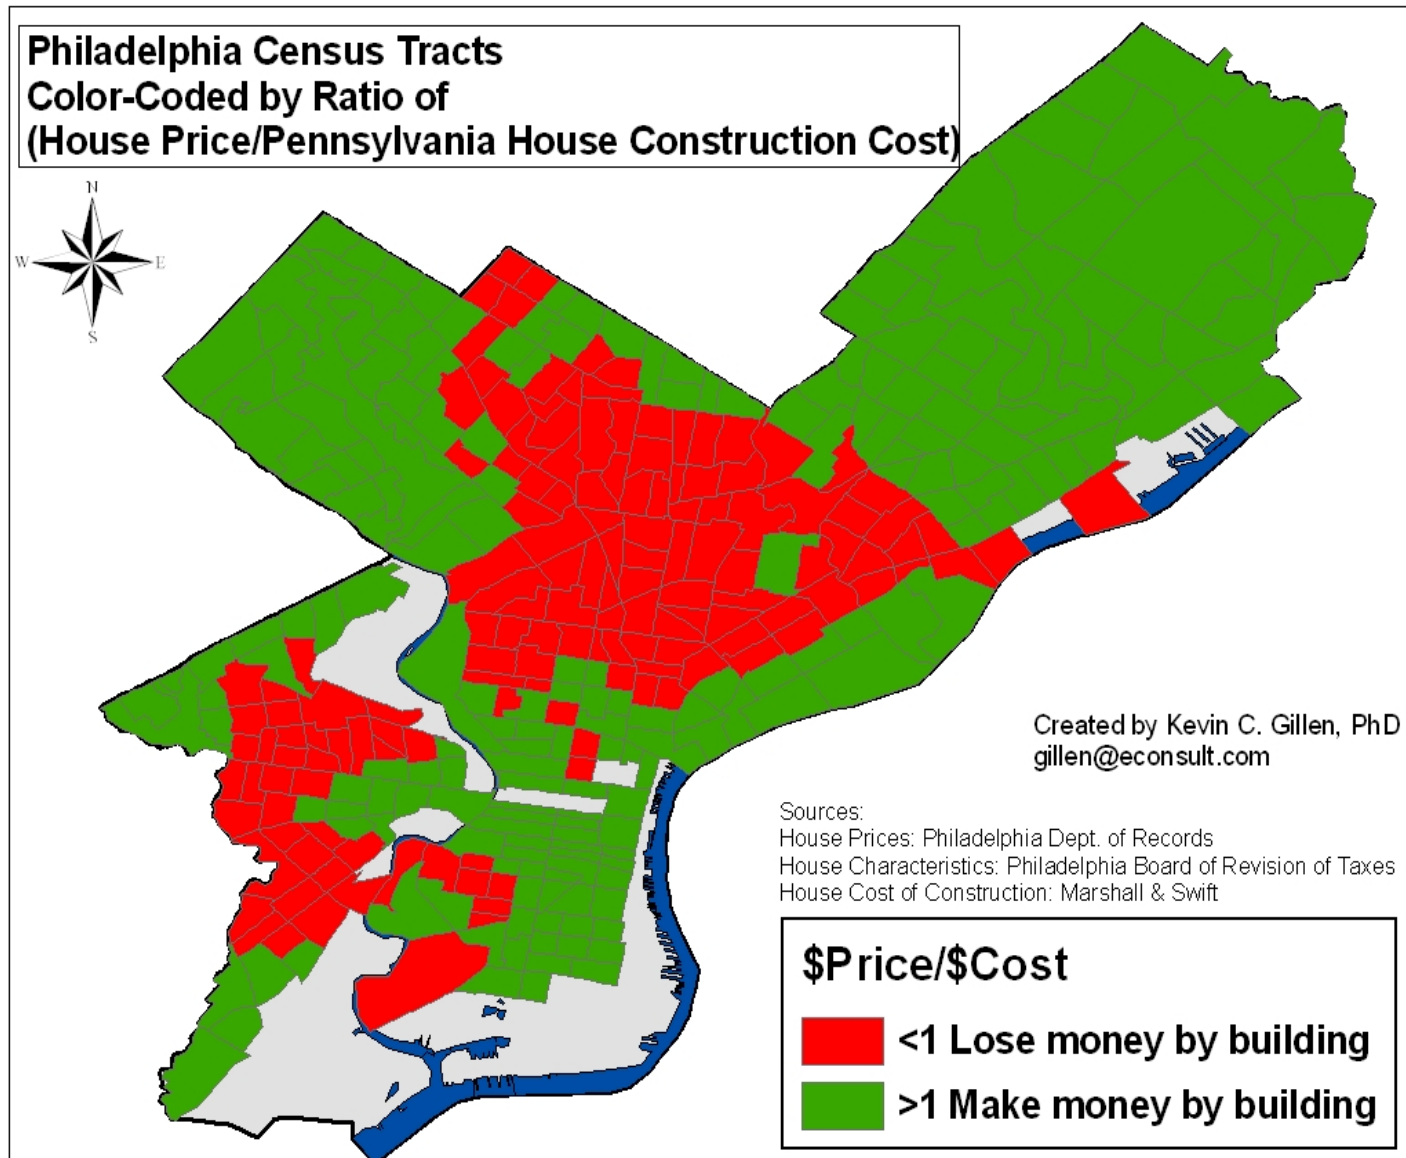 Philadelphia Census Tracts
Color-Coded by Ratio of
(House Price/Pennsylvania House Construction Cost)
N
W E
S
Created by Kevin C. Gillen, PhD
gillen@econsult.com
Sources:
House Prices: Philadelphia Dept. of Records
House Characteristics: Philadelphia Board of Revision of Taxes
House Cost of Construction: Marshall & Swift
$Price/$Cost
<1 Lose money by building
>1 Make money by building